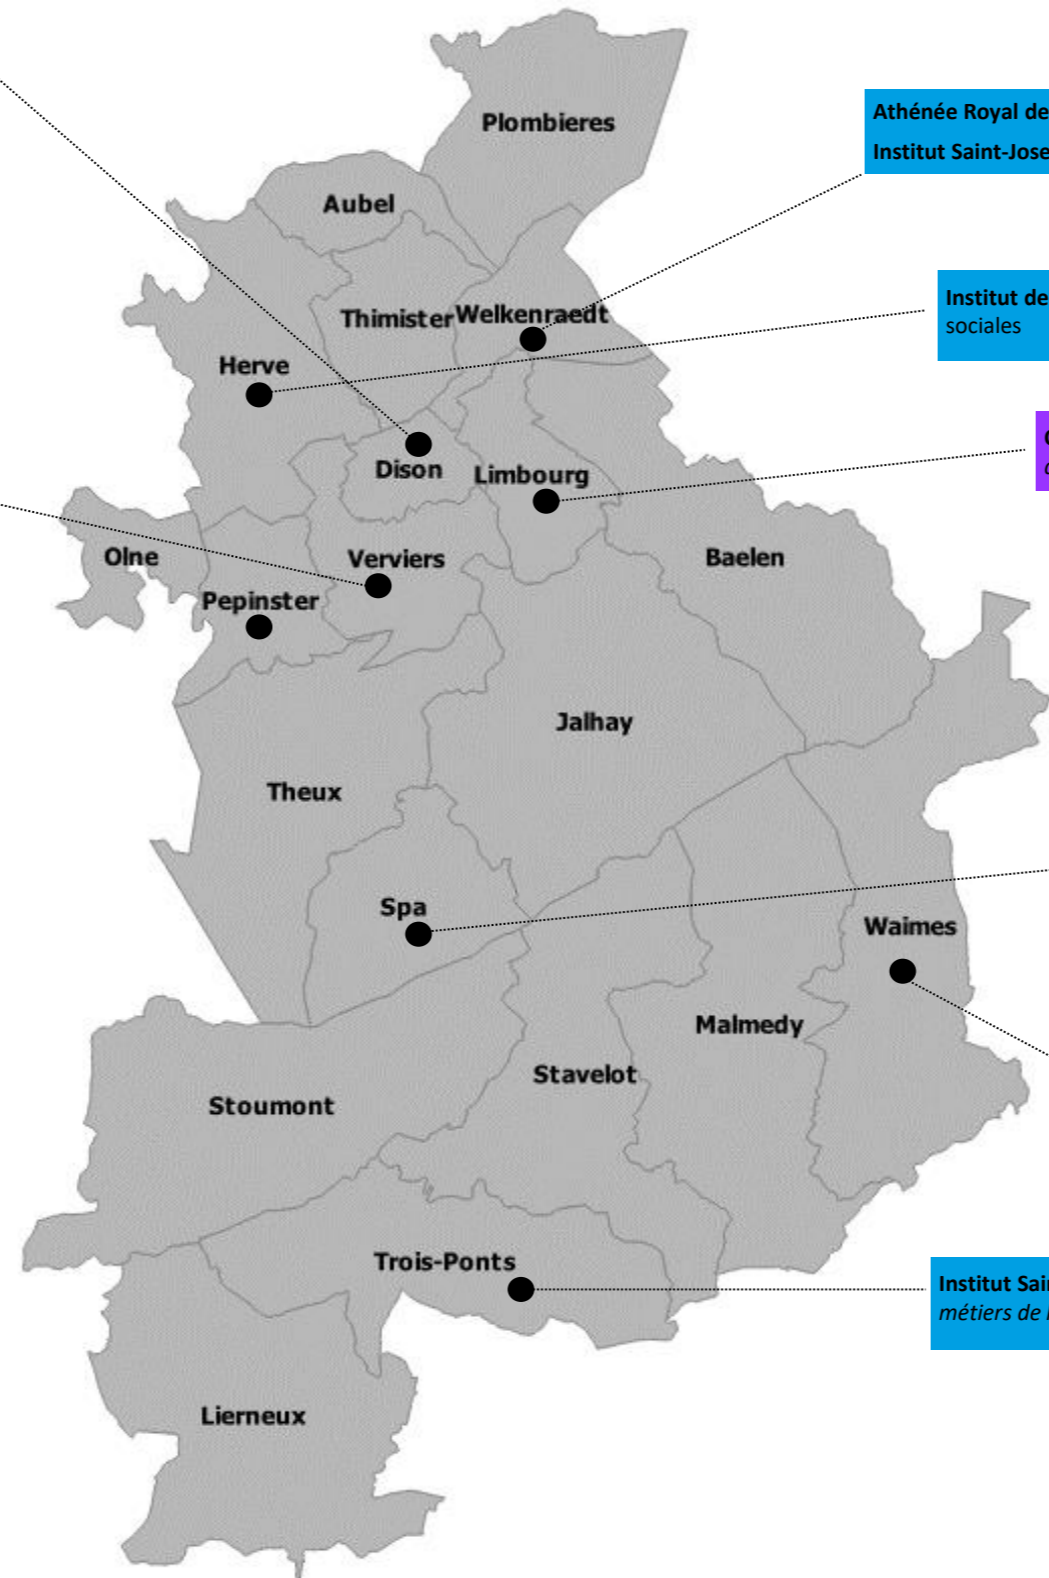 Plombieres
Athénée Royal de
Institut Saint-Jose
Aubel
Institut de
sociales
Thimister
Welkenraedt
Herve
Dison
Limbourg
Olne
Verviers
Baelen
Pepinster
Jalhay
Theux
Spa
Waimes
Malmedy
Stavelot
Stoumont
Trois-Ponts
Institut Sain
métiers de
Lierneux